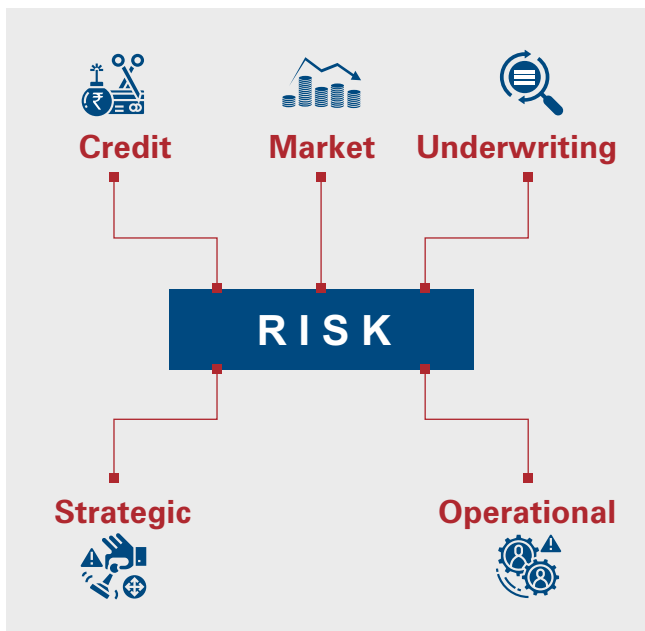 ₹
Credit
Market
Underwriting
RISK
Strategic
Operational